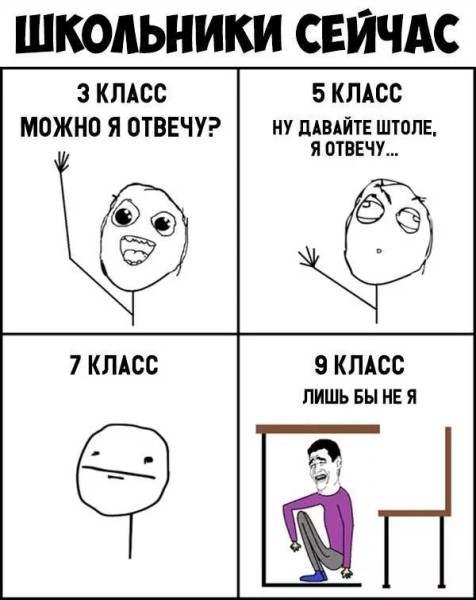 ШКОЛЬНИКИ СЕЙЧАС
3 КЛАСС
МОЖНО Я ОТВЕЧУ?
5 КЛАСС
НУ ДАВАЙТЕ ШТОЛЕ,
Я ОТВЕЧУ...
7 КЛАСС
9 КЛАСС
ЛИШЬ БЫ НЕ Я